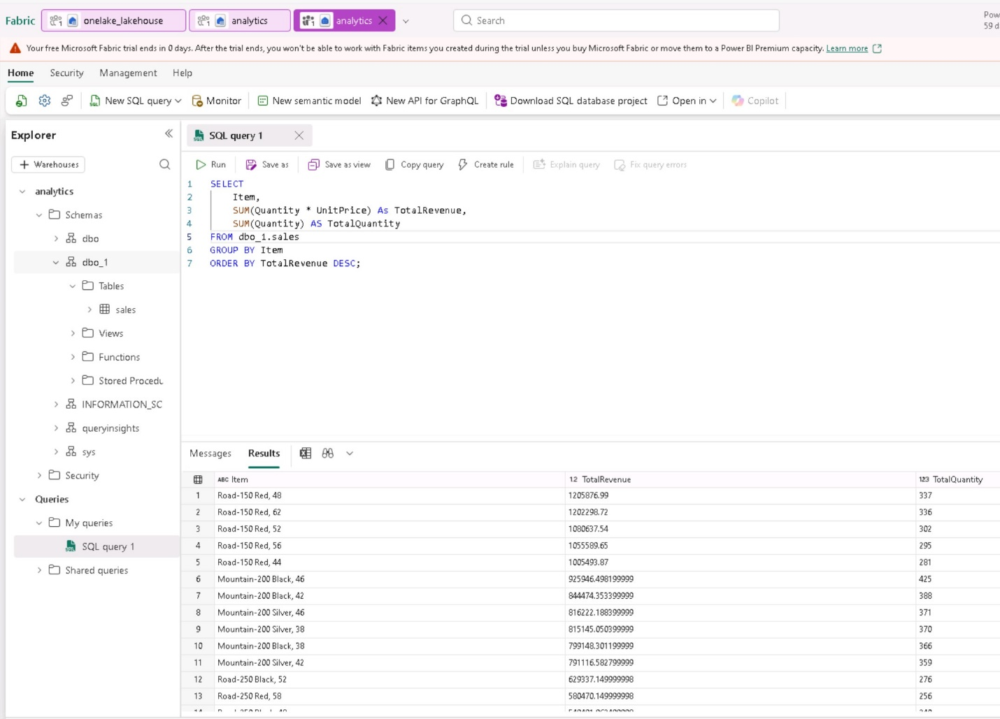 Fabric onelake_lakehouse analytics analytics Search
Your free Microsoft Fabric trial ends in 0 days. After the trial ends, you won't be able to work with Fabric items you created during the trial unless you buy Microsoft Fabric or move them to a Power BI Premium capacity. Learn more
Home Security Management Help
New SQL query Monitor New semantic model New API for GraphQL Download SQL database project Open in Copilot
Explorer
+ Warehouses
analytics
Schemas
dbo
dbo_1
Tables
sales
Views
Functions
Stored Procedu
INFORMATION_SC
queryinsights
sys
Security
Queries
My queries
SQL query 1
Shared queries
SQL query 1
Run Save as Save as view Copy query Create rule Explain query Fix query errors
1 SELECT
2 Item,
3 SUM(Quantity * UnitPrice) As TotalRevenue,
4 SUM(Quantity) AS TotalQuantity
5 FROM dbo_1.sales
6 GROUP BY Item
7 ORDER BY TotalRevenue DESC;
Messages Results
ABC Item 1.2 TotalRevenue 123 TotalQuantity
1 Road-150 Red, 48 1205876.99 337
2 Road-150 Red, 62 1202298.72 336
3 Road-150 Red, 52 1080637.54 302
4 Road-150 Red, 56 1055589.65 295
5 Road-150 Red, 44 1005493.87 281
6 Mountain-200 Black, 46 925946.498199999 425
7 Mountain-200 Black, 42 844474.353399999 388
8 Mountain-200 Silver, 46 816222.188399999 371
9 Mountain-200 Silver, 38 815145.050399999 370
10 Mountain-200 Black, 38 799148.301199999 366
11 Mountain-200 Silver, 42 791116.582799999 359
12 Road-250 Black, 52 629337.149999998 276
13 Road-250 Red, 58 580470.149999998 256